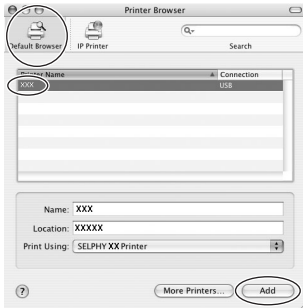 Printer Browser
Default Browser IP Printer Search
Printer Name Connection
XXX USB
Name: XXX
Location: XXXXX
Print Using: SELPHY XX Printer
? More Printers... Add